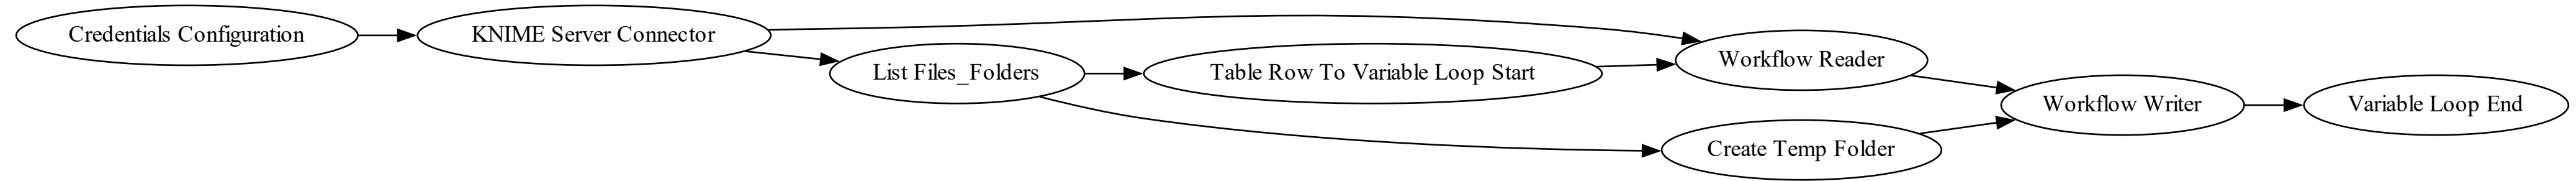 Credentials Configuration
KNIME Server Connector
List Files_Folders
Table Row To Variable Loop Start
Workflow Reader
Create Temp Folder
Workflow Writer
Variable Loop End